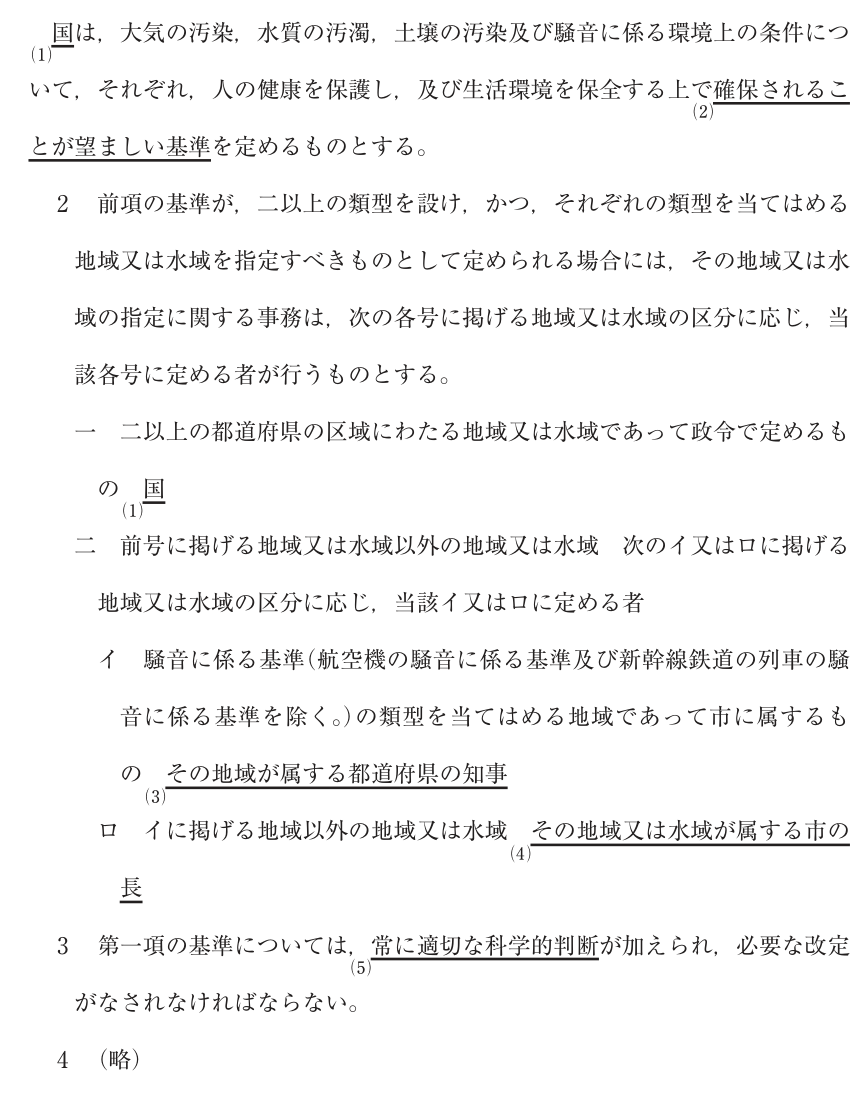 (1)国は，大気の汚染，水質の汚濁，土壌の汚染及び騒音に係る環境上の条件につ
いて，それぞれ，人の健康を保護し，及び生活環境を保全する上で(2)確保されるこ
とが望ましい基準を定めるものとする。
2　前項の基準が，二以上の類型を設け，かつ，それぞれの類型を当てはめる
地域又は水域を指定すべきものとして定められる場合には，その地域又は水
域の指定に関する事務は，次の各号に掲げる地域又は水域の区分に応じ，当
該各号に定める者が行うものとする。
一　二以上の都道府県の区域にわたる地域又は水域であって政令で定めるも
の　(1)国
二　前号に掲げる地域又は水域以外の地域又は水域　次のイ又はロに掲げる
地域又は水域の区分に応じ，当該イ又はロに定める者
イ　騒音に係る基準(航空機の騒音に係る基準及び新幹線鉄道の列車の騒
音に係る基準を除く。)の類型を当てはめる地域であって市に属するも
の　(3)その地域が属する都道府県の知事
ロ　イに掲げる地域以外の地域又は水域　(4)その地域又は水域が属する市の
長
3　第一項の基準については，(5)常に適切な科学的判断が加えられ，必要な改定
がなされなければならない。
4　(略)